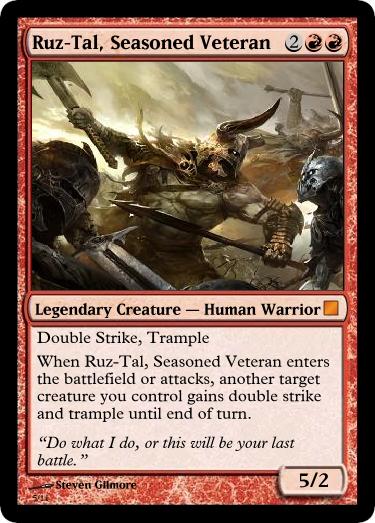 Ruz-Tal, Seasoned Veteran 2
Legendary Creature — Human Warrior
Double Strike, Trample
When Ruz-Tal, Seasoned Veteran enters
the battlefield or attacks, another target
creature you control gains double strike
and trample until end of turn.
“Do what I do, or this will be your last
battle.”
Steven Gilmore
5/2